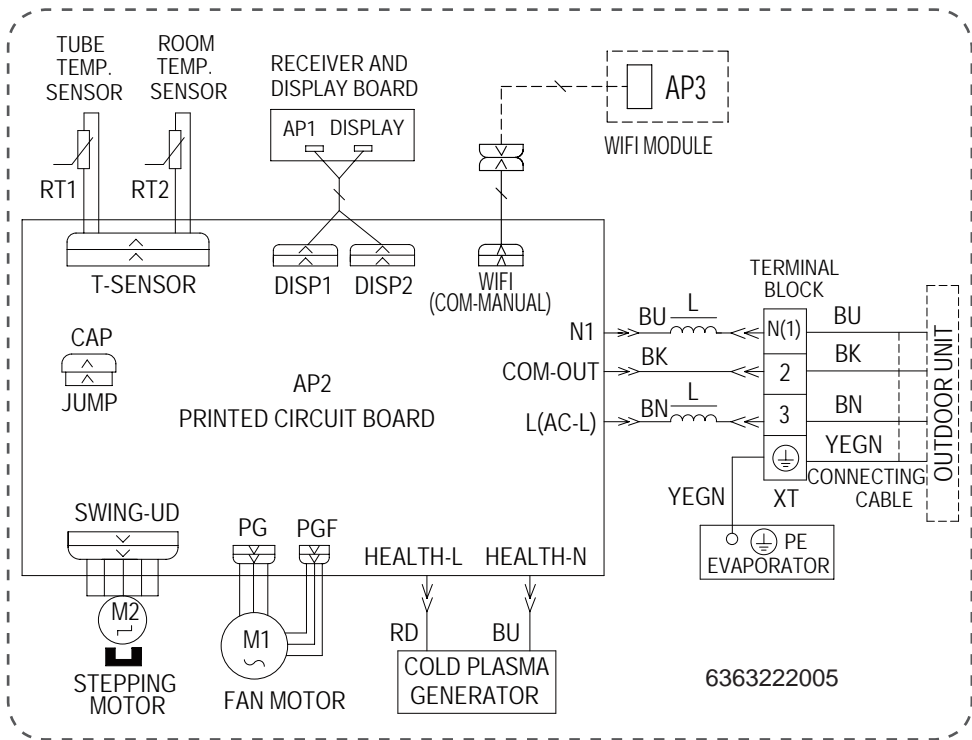 TUBE
TEMP.
SENSOR
ROOM
TEMP.
SENSOR
RECEIVER AND
DISPLAY BOARD
AP1 DISPLAY
AP3
WIFI MODULE
RT1
RT2
T-SENSOR
DISP1
DISP2
WIFI
(COM-MANUAL)
TERMINAL
BLOCK
CAP
JUMP
AP2
PRINTED CIRCUIT BOARD
N1
BU
L
N(1)
BU
COM-OUT
BK
2
BK
L(AC-L)
BN
L
3
BN
YEGN
CONNECTING
CABLE
OUTDOOR UNIT
XT
YEGN
PE
EVAPORATOR
SWING-UD
PG
PGF
HEALTH-L
HEALTH-N
M2
M1
RD
BU
STEPPING
MOTOR
FAN MOTOR
COLD PLASMA
GENERATOR
6363222005